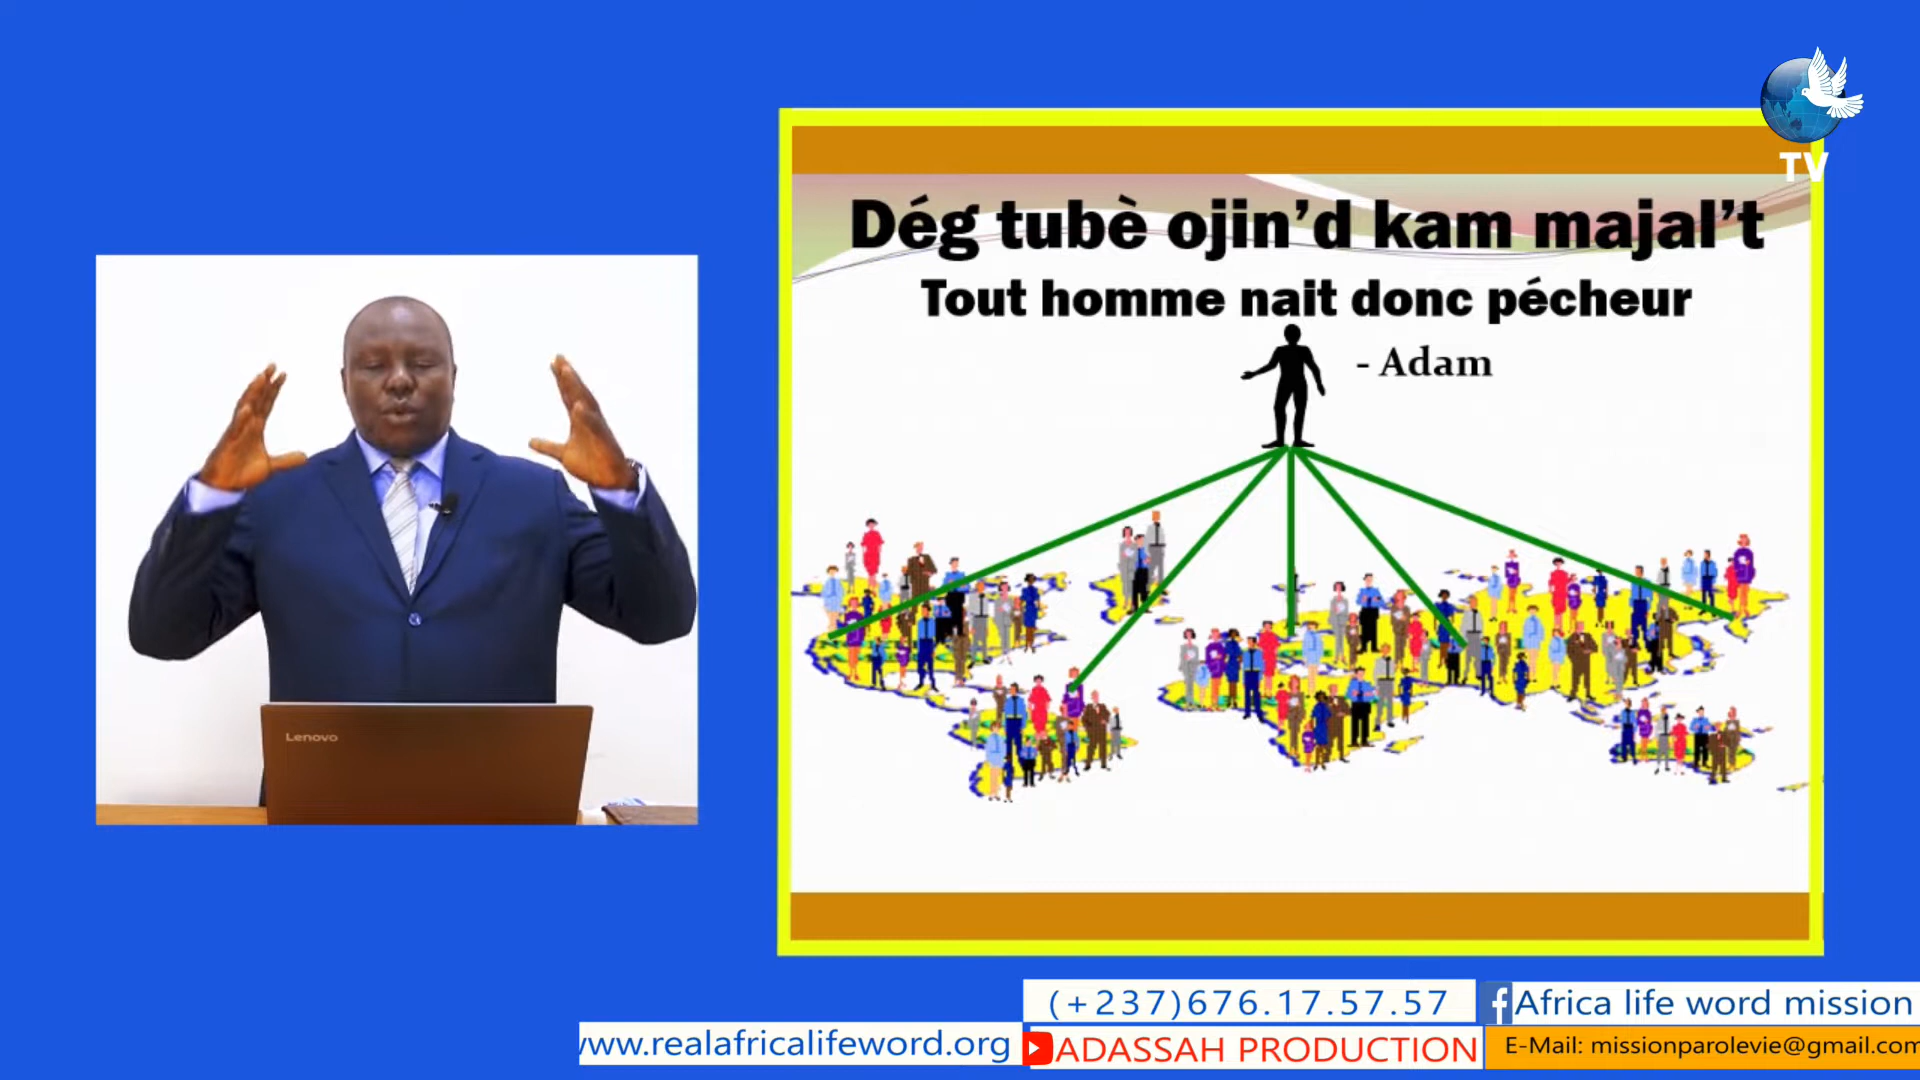 TV
Dég tubè ojin’d kam majal’t
Tout homme nait donc pécheur
- Adam
Lenovo
(+237)676.17.57.57
Africa life word mission
www.realafricalifeword.org
ADASSAH PRODUCTION
E-Mail: missionparolevie@gmail.com